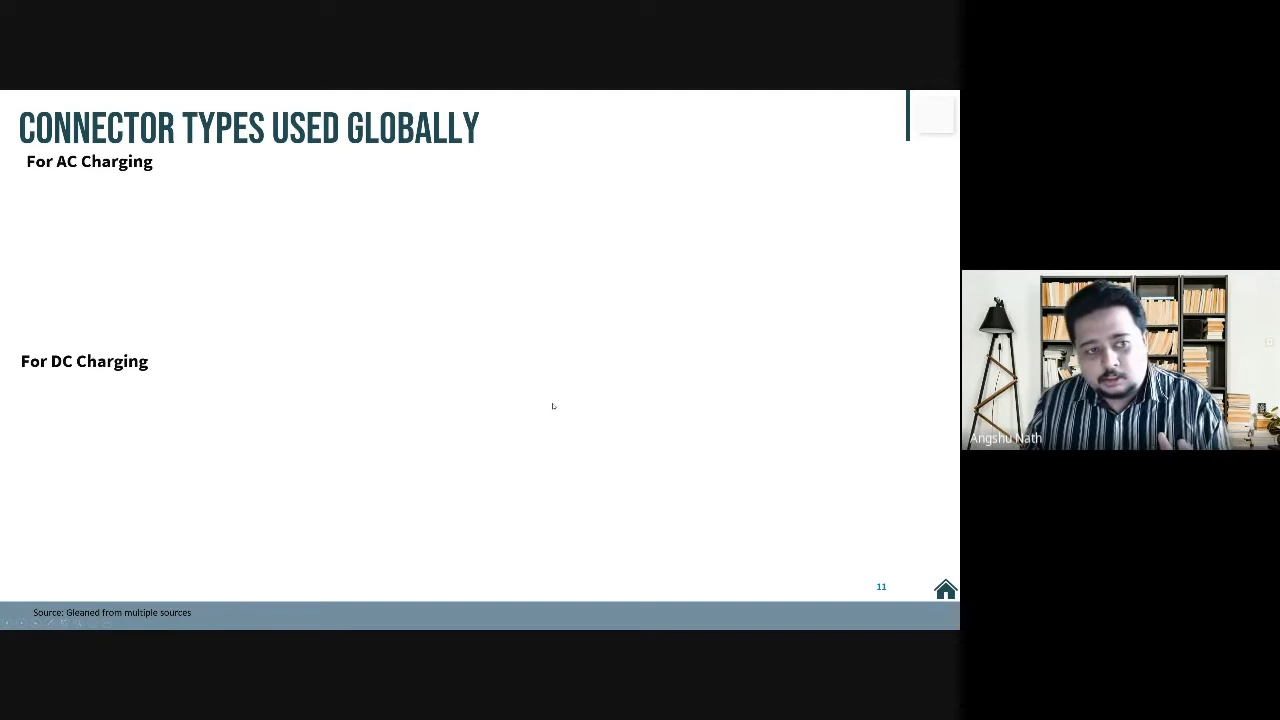 CONNECTOR TYPES USED GLOBALLY
For AC Charging
For DC Charging
Angshu Nath
11
Source: Gleaned from multiple sources